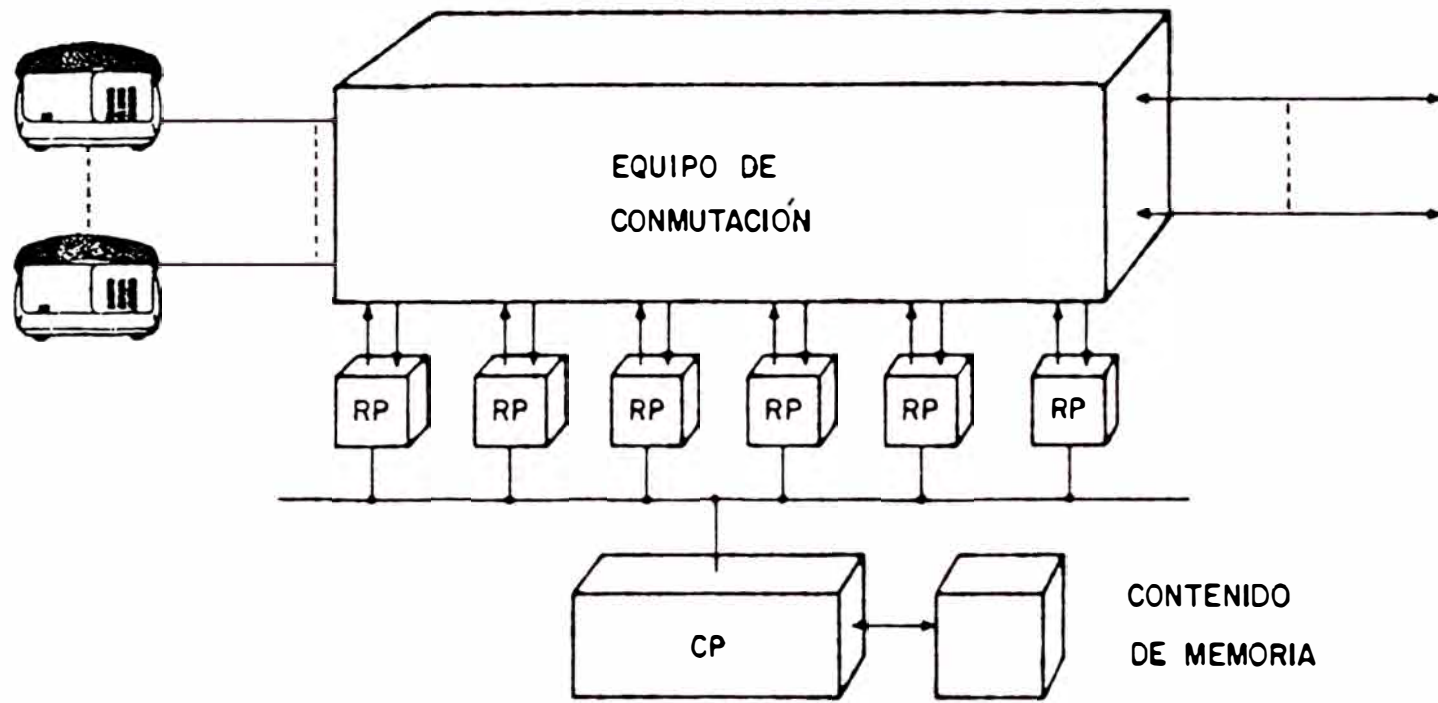 EQUIPO DE
CONMUTACIÓN
RP RP RP RP RP RP
CP
CONTENIDO
DE MEMORIA